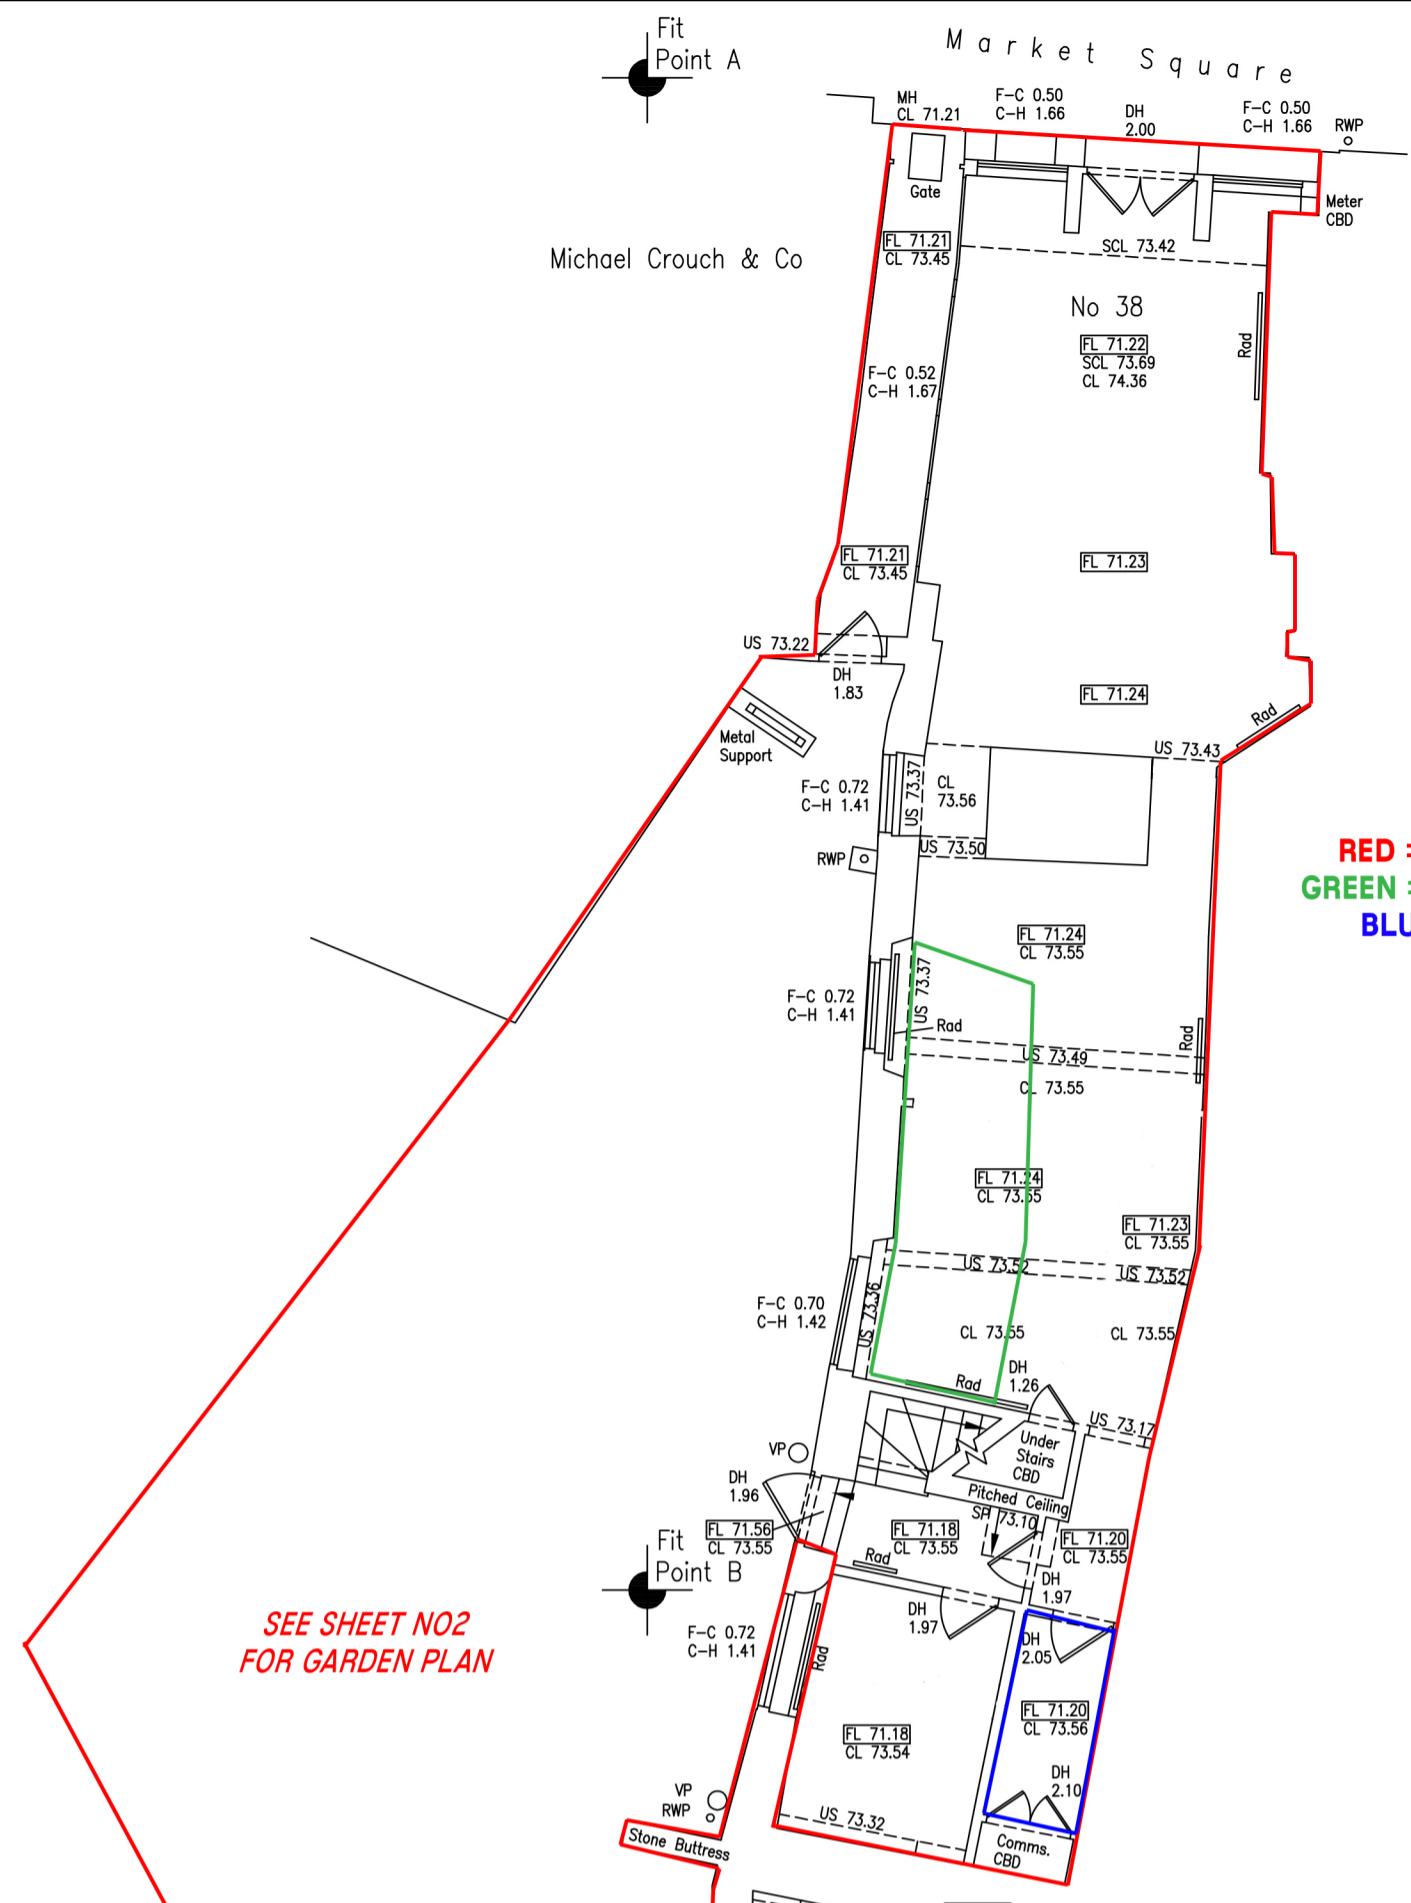 Fit
Point A
Market Square
MH
CL 71.21
F-C 0.50
C-H 1.66
DH
2.00
F-C 0.50
C-H 1.66
RWP
Gate
Meter
CBD
FL 71.21
CL 73.45
SCL 73.42
Michael Crouch & Co
No 38
FL 71.22
SCL 73.69
CL 74.36
Rad
F-C 0.52
C-H 1.67
FL 71.21
CL 73.45
FL 71.23
US 73.22
DH
1.83
FL 71.24
Rad
Metal
Support
US 73.43
F-C 0.72
C-H 1.41
US 73.37
CL
73.56
US 73.50
RWP
RED =
GREEN =
BLU
FL 71.24
CL 73.55
F-C 0.72
C-H 1.41
US 73.37
Rad
Rad
US 73.49
CL 73.55
FL 71.24
CL 73.55
FL 71.23
CL 73.55
US 73.52
US 73.52
F-C 0.70
C-H 1.42
US 73.36
CL 73.55
CL 73.55
Rad
DH
1.26
US 73.17
Under
Stairs
CBD
VP
DH
1.96
Pitched Ceiling
SP 73.10
FL 71.56
CL 73.55
FL 71.18
CL 73.55
FL 71.20
CL 73.55
Fit
Point B
Rad
DH
1.97
DH
1.97
SEE SHEET NO2
FOR GARDEN PLAN
F-C 0.72
C-H 1.41
Rad
DH
2.05
FL 71.20
CL 73.56
FL 71.18
CL 73.54
DH
2.10
VP
RWP
US 73.32
Stone Buttress
Comms.
CBD